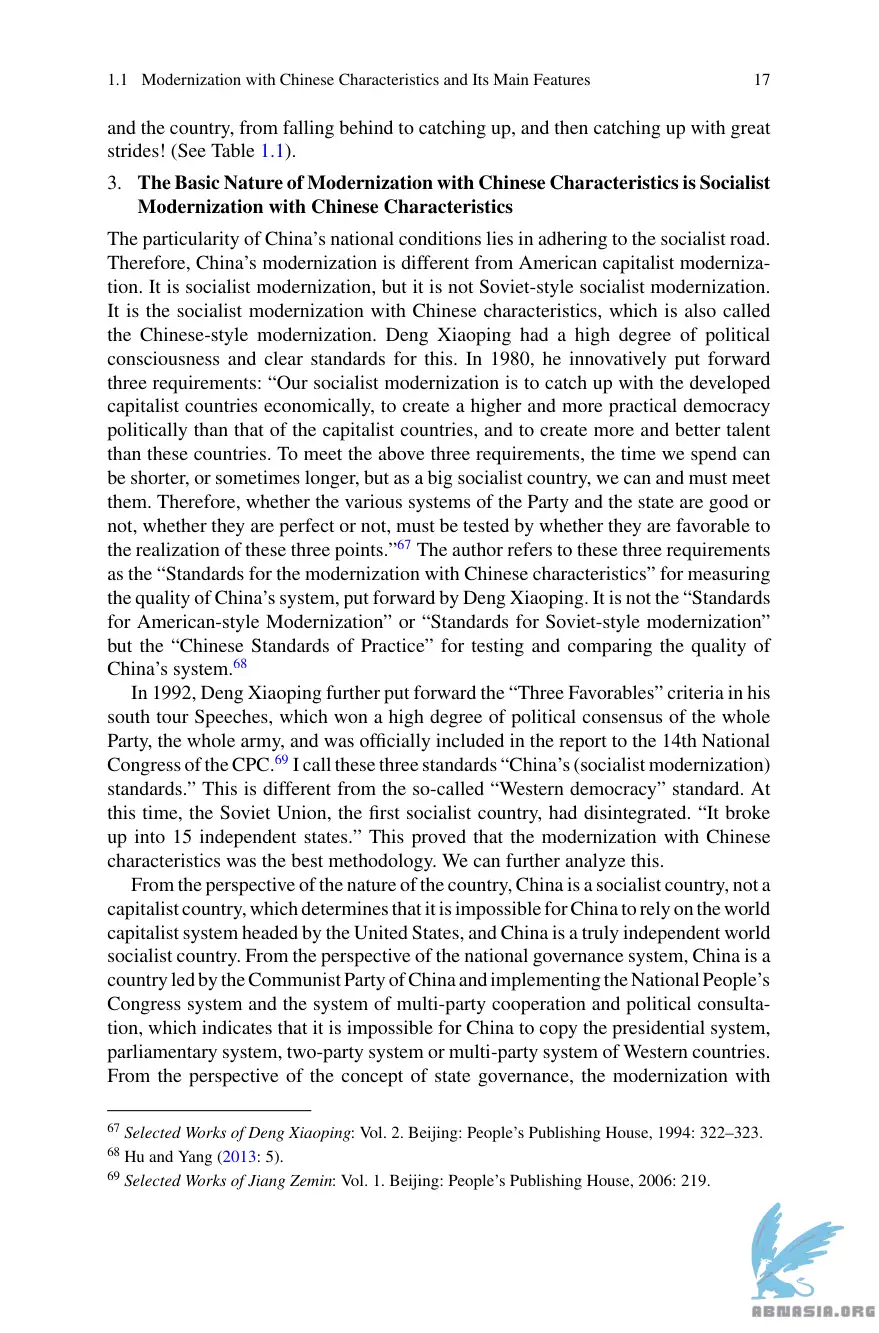 1.1 Modernization with Chinese Characteristics and Its Main Features 17
and the country, from falling behind to catching up, and then catching up with great
strides! (See Table 1.1).
3. The Basic Nature of Modernization with Chinese Characteristics is Socialist
Modernization with Chinese Characteristics
The particularity of China’s national conditions lies in adhering to the socialist road.
Therefore, China’s modernization is different from American capitalist moderniza-
tion. It is socialist modernization, but it is not Soviet-style socialist modernization.
It is the socialist modernization with Chinese characteristics, which is also called
the Chinese-style modernization. Deng Xiaoping had a high degree of political
consciousness and clear standards for this. In 1980, he innovatively put forward
three requirements: “Our socialist modernization is to catch up with the developed
capitalist countries economically, to create a higher and more practical democracy
politically than that of the capitalist countries, and to create more and better talent
than these countries. To meet the above three requirements, the time we spend can
be shorter, or sometimes longer, but as a big socialist country, we can and must meet
them. Therefore, whether the various systems of the Party and the state are good or
not, whether they are perfect or not, must be tested by whether they are favorable to
the realization of these three points.”67 The author refers to these three requirements
as the “Standards for the modernization with Chinese characteristics” for measuring
the quality of China’s system, put forward by Deng Xiaoping. It is not the “Standards
for American-style Modernization” or “Standards for Soviet-style modernization”
but the “Chinese Standards of Practice” for testing and comparing the quality of
China’s system.68
In 1992, Deng Xiaoping further put forward the “Three Favorables” criteria in his
south tour Speeches, which won a high degree of political consensus of the whole
Party, the whole army, and was officially included in the report to the 14th National
Congress of the CPC.69 I call these three standards “China’s (socialist modernization)
standards.” This is different from the so-called “Western democracy” standard. At
this time, the Soviet Union, the first socialist country, had disintegrated. “It broke
up into 15 independent states.” This proved that the modernization with Chinese
characteristics was the best methodology. We can further analyze this.
From the perspective of the nature of the country, China is a socialist country, not a
capitalist country, which determines that it is impossible for China to rely on the world
capitalist system headed by the United States, and China is a truly independent world
socialist country. From the perspective of the national governance system, China is a
country led by the Communist Party of China and implementing the National People’s
Congress system and the system of multi-party cooperation and political consulta-
tion, which indicates that it is impossible for China to copy the presidential system,
parliamentary system, two-party system or multi-party system of Western countries.
From the perspective of the concept of state governance, the modernization with
67 Selected Works of Deng Xiaoping: Vol. 2. Beijing: People’s Publishing House, 1994: 322–323.
68 Hu and Yang (2013: 5).
69 Selected Works of Jiang Zemin: Vol. 1. Beijing: People’s Publishing House, 2006: 219.
ABNASIA.ORG